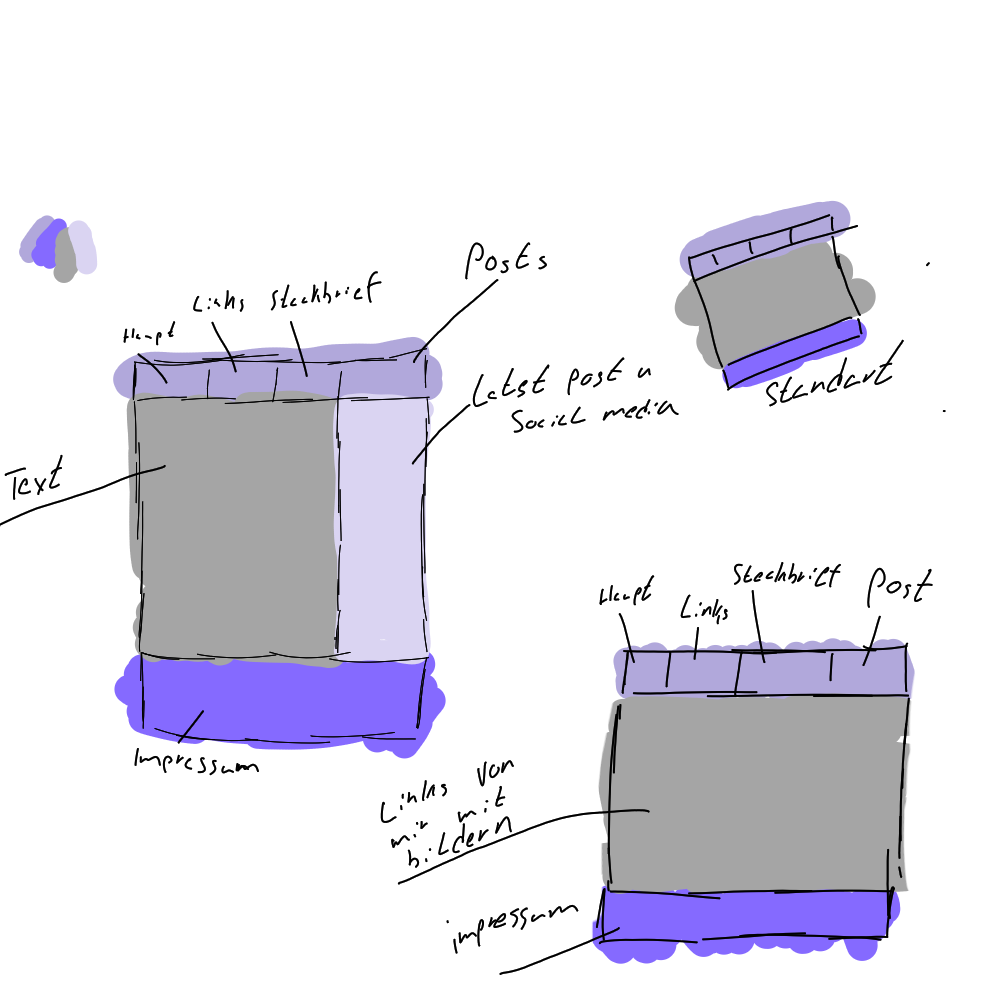 Posts
Links Steckbrief
Haupt
Latest post u
Social media
Text
Impressum
Standart
Haupt
Links
Steckbrief
Post
Links von
mir mit
bildern
impressum